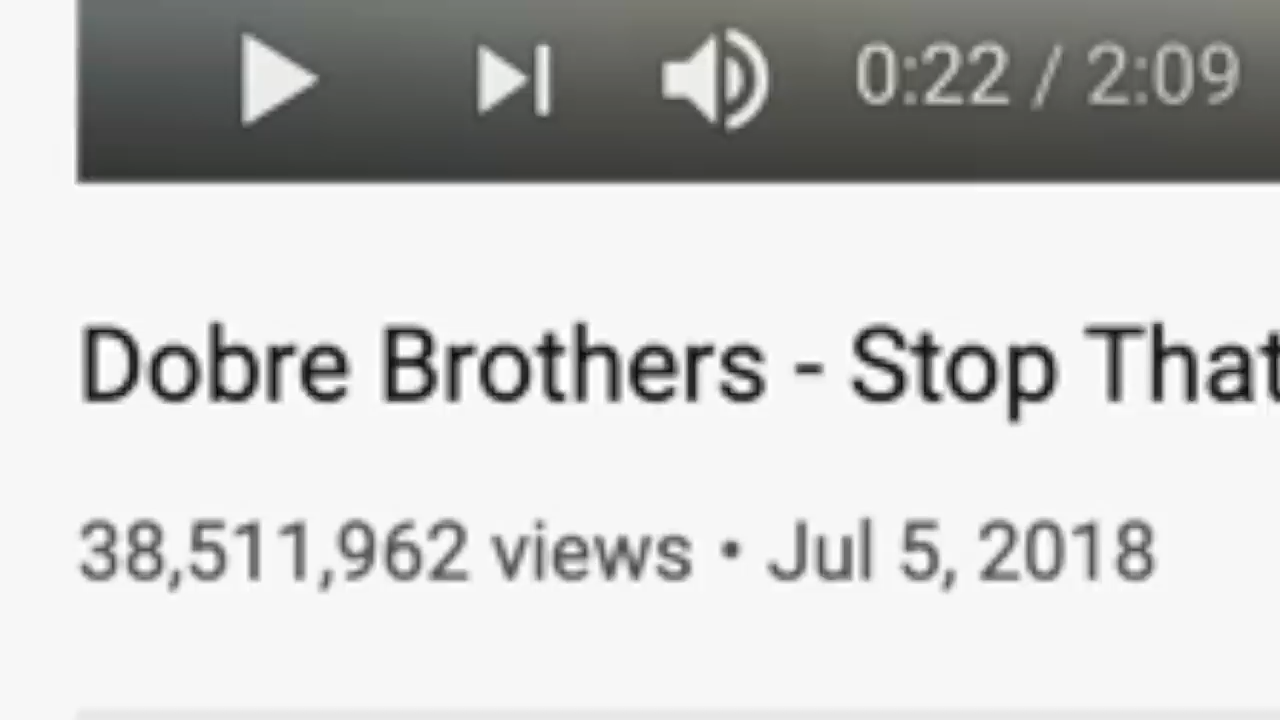 0:22 / 2:09
Dobre Brothers - Stop That
38,511,962 views • Jul 5, 2018